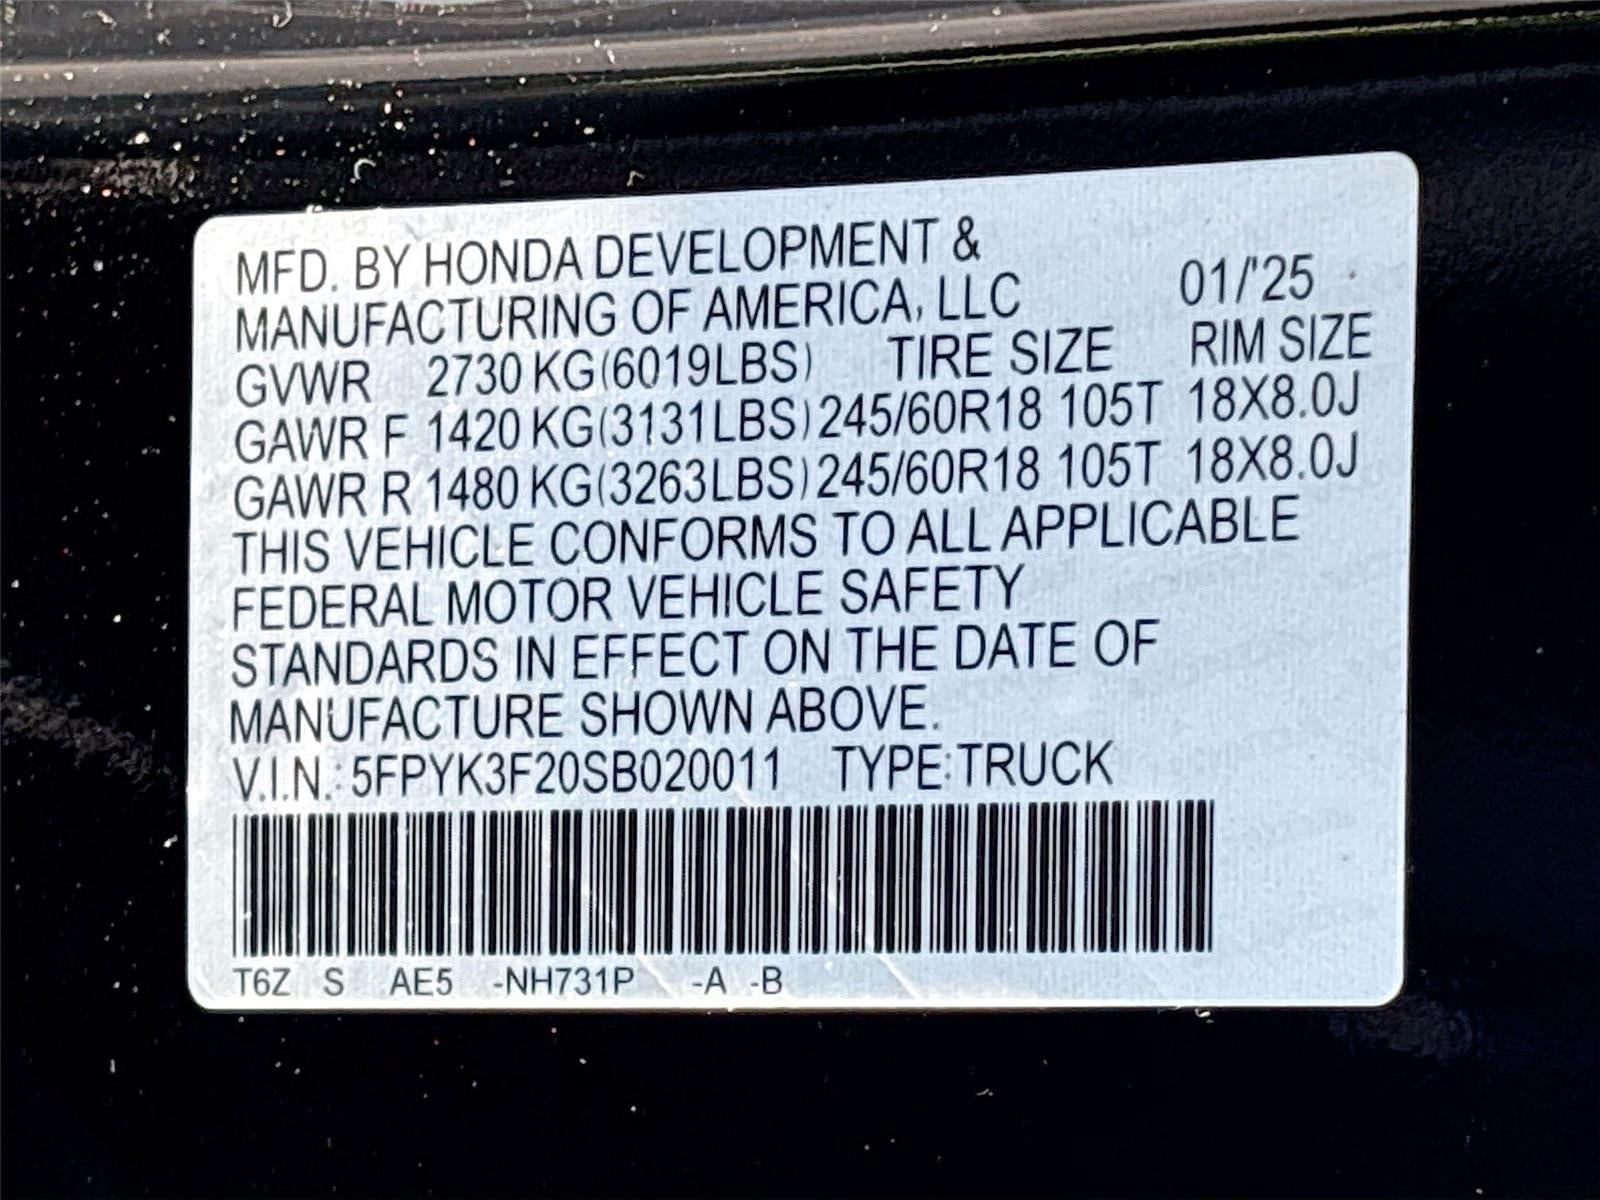 MFD. BY HONDA DEVELOPMENT &
MANUFACTURING OF AMERICA, LLC 01/'25
GVWR 2730 KG(6019LBS) TIRE SIZE RIM SIZE
GAWR F 1420 KG(3131LBS) 245/60R18 105T 18X8.0J
GAWR R 1480 KG(3263LBS) 245/60R18 105T 18X8.0J
THIS VEHICLE CONFORMS TO ALL APPLICABLE
FEDERAL MOTOR VEHICLE SAFETY
STANDARDS IN EFFECT ON THE DATE OF
MANUFACTURE SHOWN ABOVE.
V.I.N.: 5FPYK3F20SB020011 TYPE:TRUCK
T6Z S AE5 -NH731P -A -B